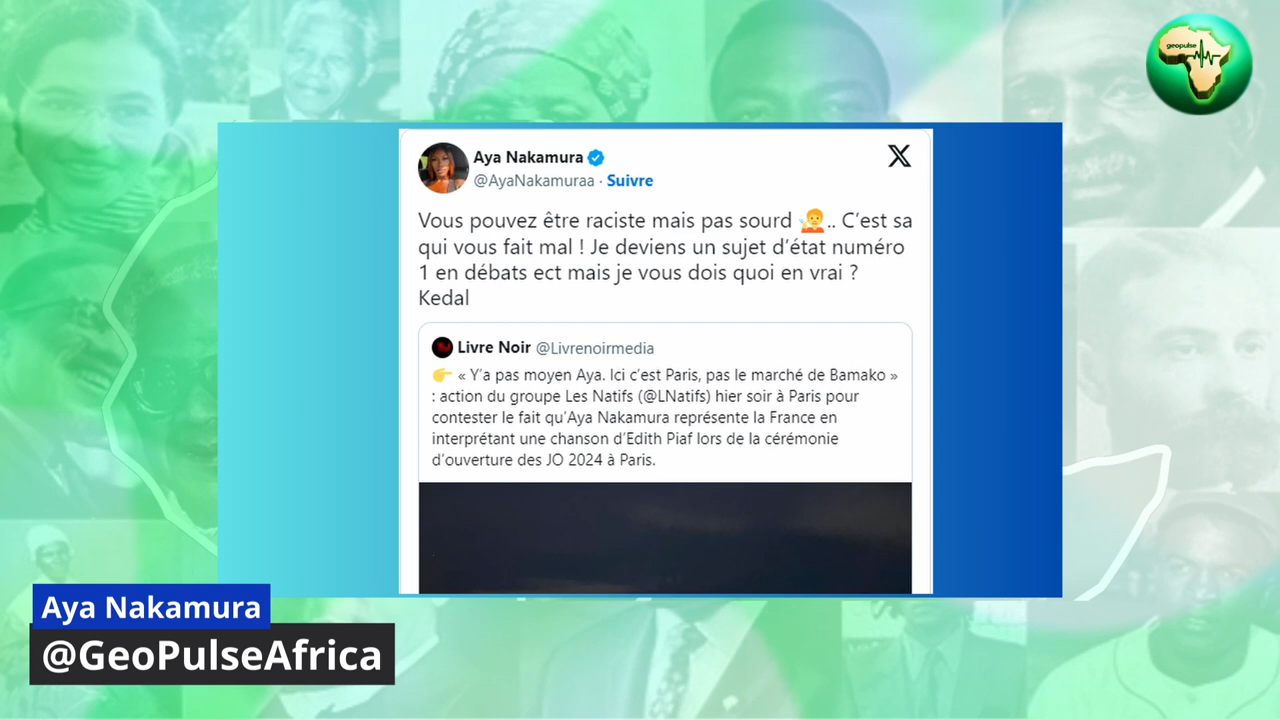 geopulse
Aya Nakamura
@AyaNakamuraa · Suivre
Vous pouvez être raciste mais pas sourd 🙋.. C’est sa
qui vous fait mal ! Je deviens un sujet d’état numéro
1 en débats ect mais je vous dois quoi en vrai ?
Kedal
Livre Noir @Livrenoirmedia
👉 « Y’a pas moyen Aya. Ici c’est Paris, pas le marché de Bamako »
: action du groupe Les Natifs (@LNatifs) hier soir à Paris pour
contester le fait qu’Aya Nakamura représente la France en
interprétant une chanson d’Edith Piaf lors de la cérémonie
d’ouverture des JO 2024 à Paris.
Aya Nakamura
@GeoPulseAfrica